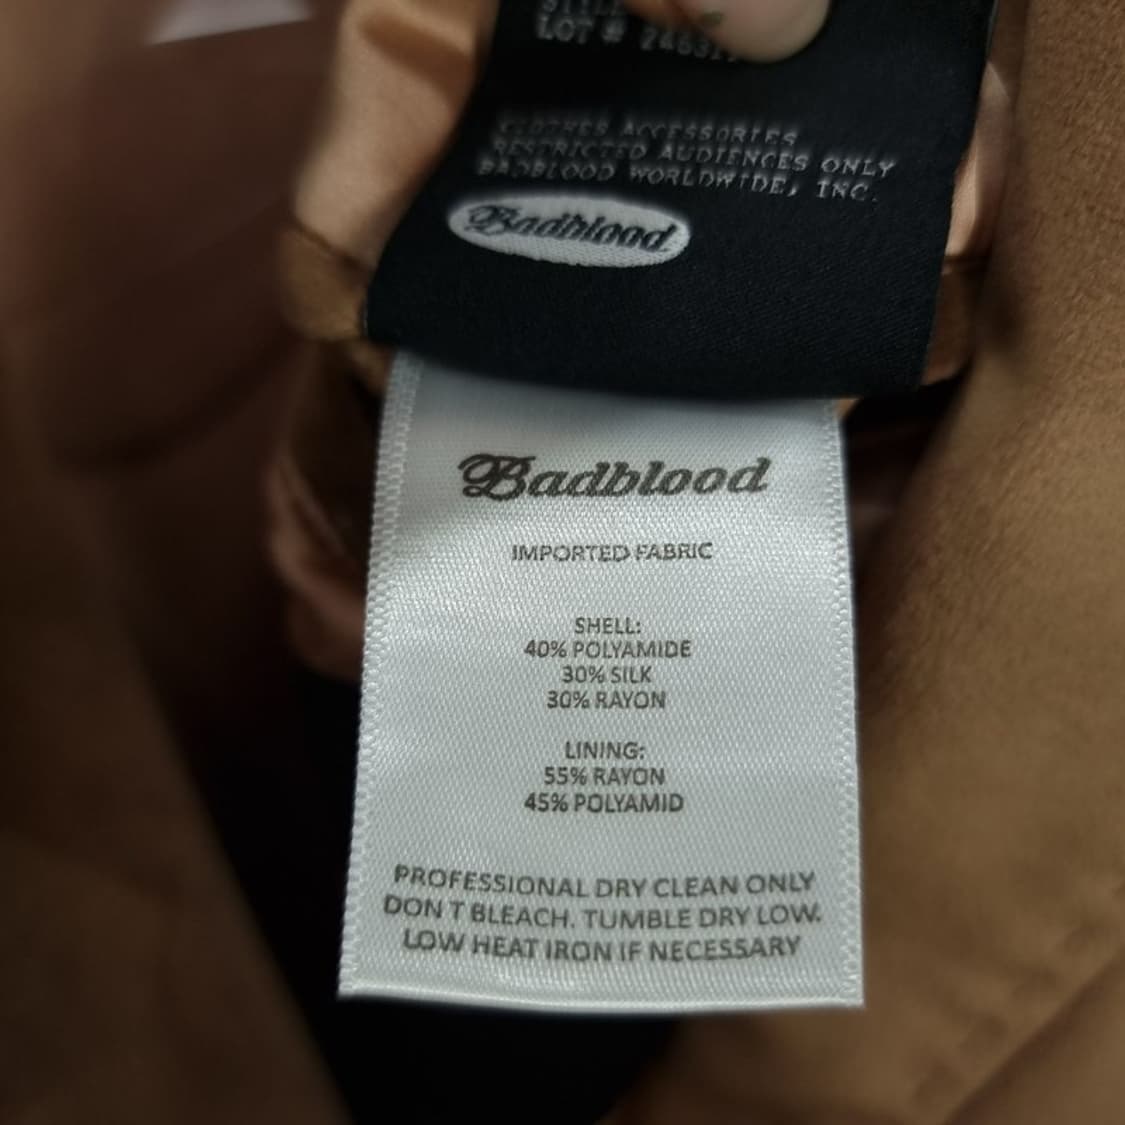 LOT #
CLOTHES ACCESSORIES
RESTRICTED AUDIENCES ONLY
BADBLOOD WORLDWIDE, INC.
Badblood
Badblood
IMPORTED FABRIC
SHELL:
40% POLYAMIDE
30% SILK
30% RAYON
LINING:
55% RAYON
45% POLYAMID
PROFESSIONAL DRY CLEAN ONLY
DON T BLEACH. TUMBLE DRY LOW.
LOW HEAT IRON IF NECESSARY